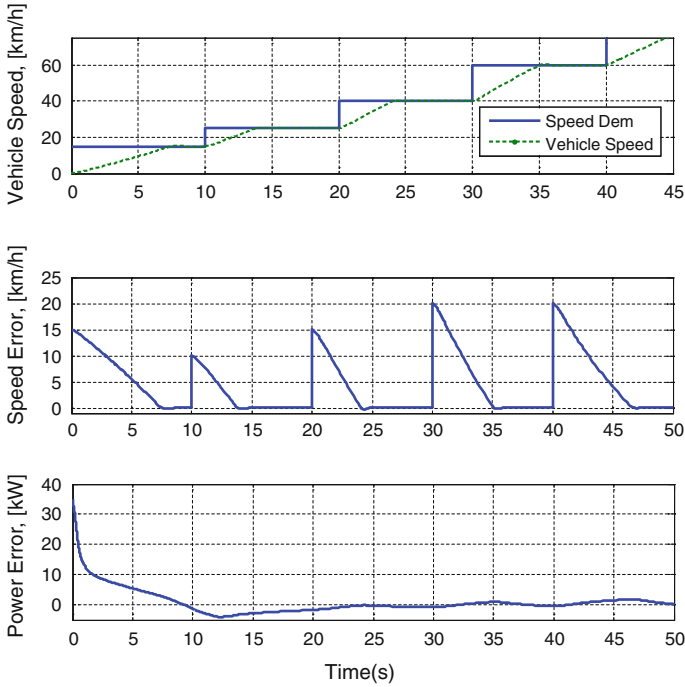 Vehicle Speed, [km/h]
60
40
20
0
Speed Dem
Vehicle Speed
0 5 10 15 20 25 30 35 40 45
Speed Error, [km/h]
25
20
15
10
5
0
0 5 10 15 20 25 30 35 40 45 50
Power Error, [kW]
40
30
20
10
0
0 5 10 15 20 25 30 35 40 45 50
Time(s)